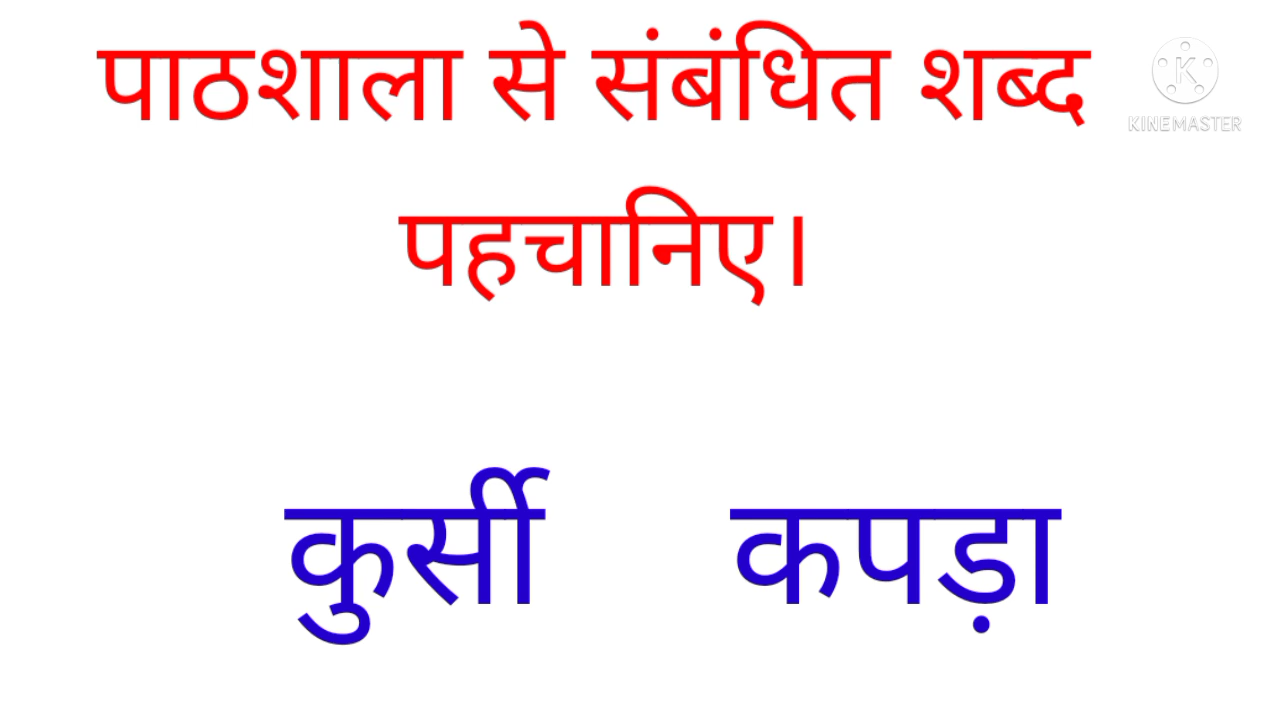 पाठशाला से संबंधित शब्द
पहचानिए।
कुर्सी कपड़ा
K
KINEMASTER